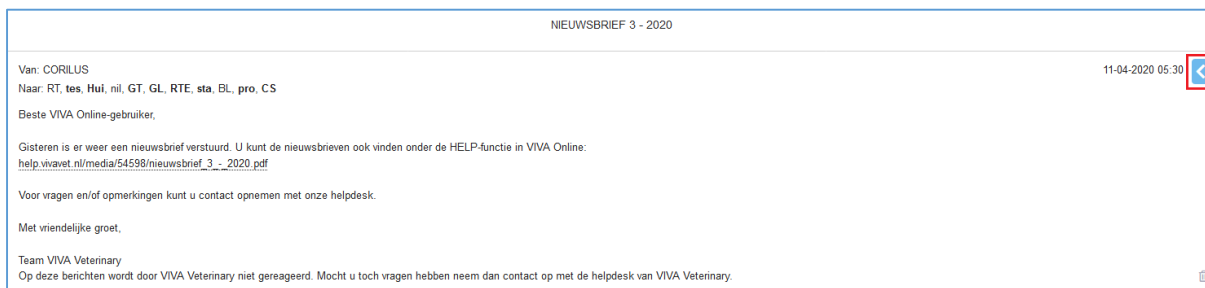 NIEUWSBRIEF 3 - 2020
Van: CORILUS
11-04-2020 05:30
Naar: RT, tes, Hui, nil, GT, GL, RTE, sta, BL, pro, CS
Beste VIVA Online-gebruiker,
Gisteren is er weer een nieuwsbrief verstuurd. U kunt de nieuwsbrieven ook vinden onder de HELP-functie in VIVA Online:
help.vivavet.nl/media/54598/nieuwsbrief_3_-_2020.pdf
Voor vragen en/of opmerkingen kunt u contact opnemen met onze helpdesk.
Met vriendelijke groet,
Team VIVA Veterinary
Op deze berichten wordt door VIVA Veterinary niet gereageerd. Mocht u toch vragen hebben neem dan contact op met de helpdesk van VIVA Veterinary.